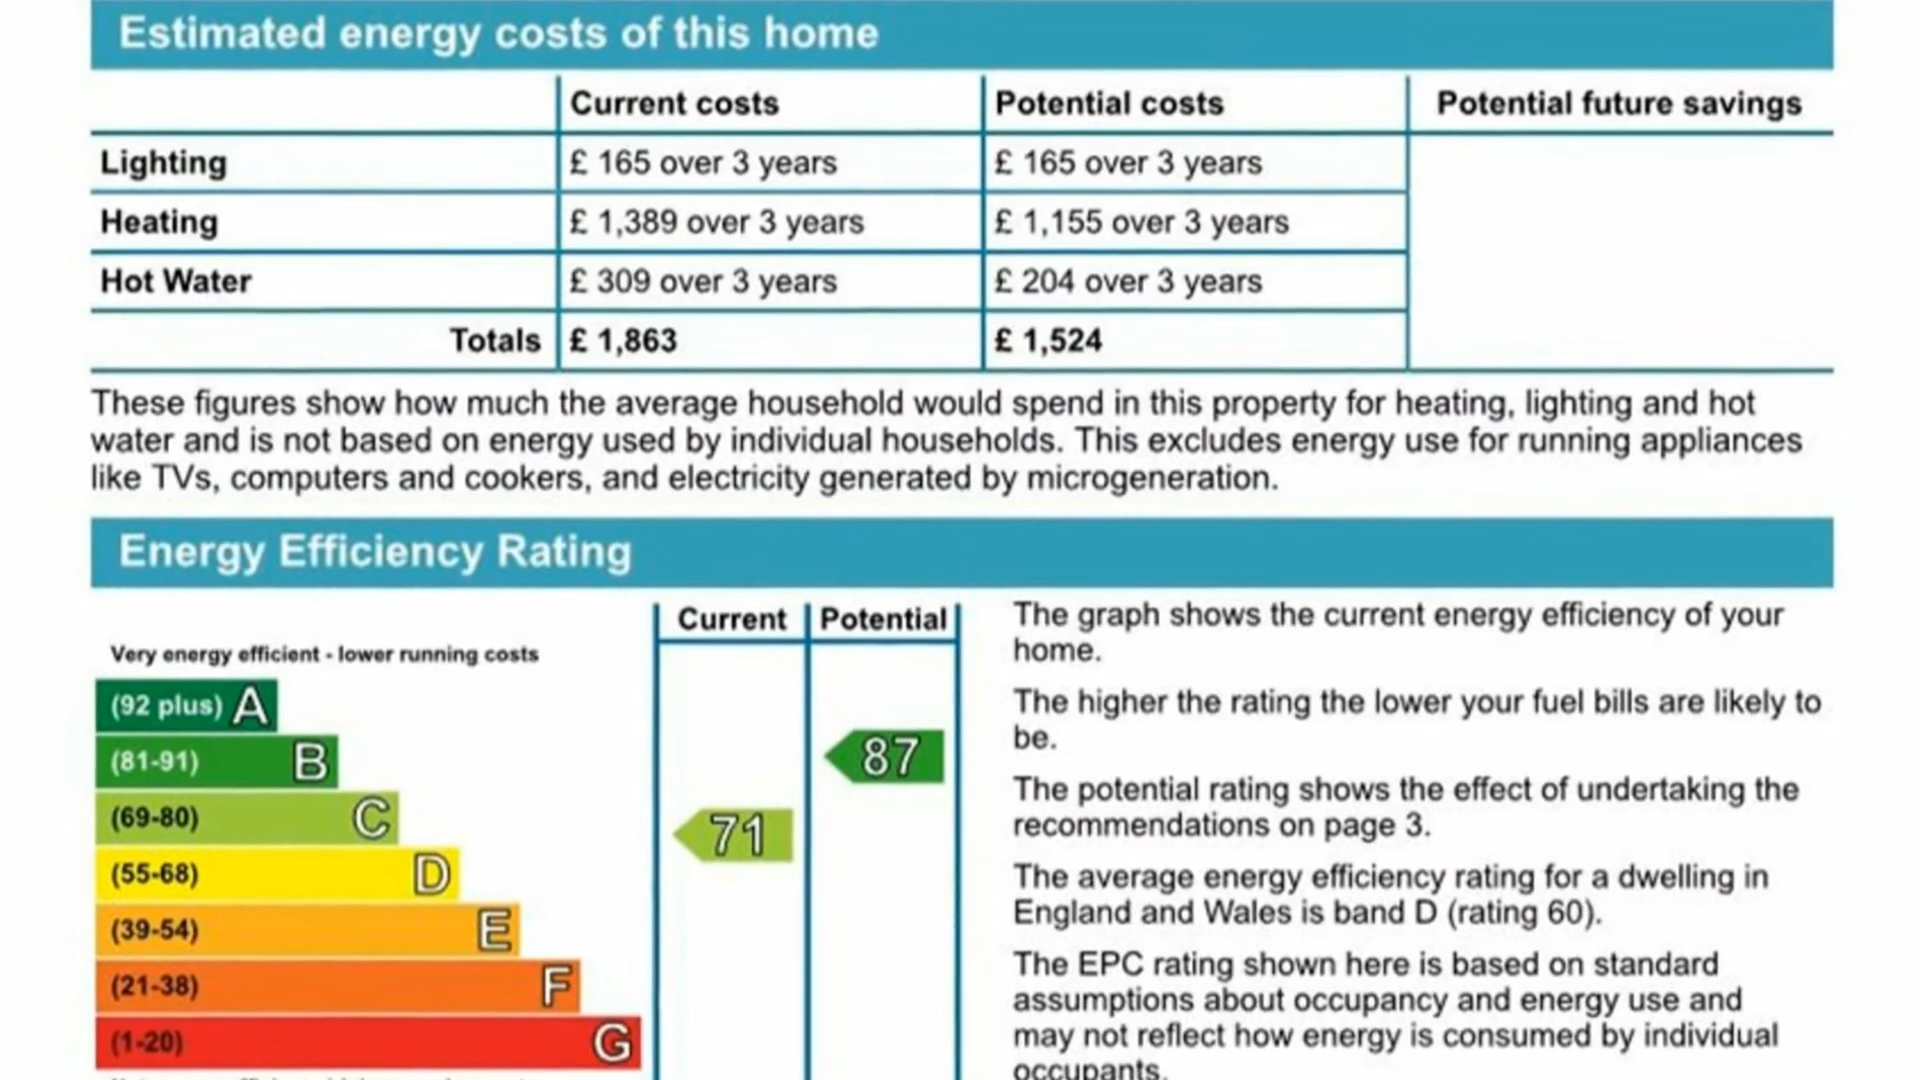 Estimated energy costs of this home
Current costs Potential costs Potential future savings
Lighting £ 165 over 3 years £ 165 over 3 years
Heating £ 1,389 over 3 years £ 1,155 over 3 years
Hot Water £ 309 over 3 years £ 204 over 3 years
Totals £ 1,863 £ 1,524
These figures show how much the average household would spend in this property for heating, lighting and hot
water and is not based on energy used by individual households. This excludes energy use for running appliances
like TVs, computers and cookers, and electricity generated by microgeneration.
Energy Efficiency Rating
Current Potential
Very energy efficient - lower running costs
(92 plus) A
(81-91) B
87
(69-80) C
71
(55-68) D
(39-54) E
(21-38) F
(1-20) G
The graph shows the current energy efficiency of your
home.
The higher the rating the lower your fuel bills are likely to
be.
The potential rating shows the effect of undertaking the
recommendations on page 3.
The average energy efficiency rating for a dwelling in
England and Wales is band D (rating 60).
The EPC rating shown here is based on standard
assumptions about occupancy and energy use and
may not reflect how energy is consumed by individual
occupants.